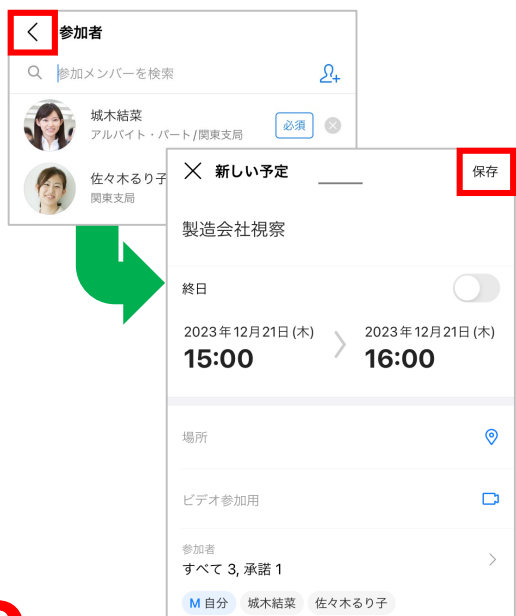 参加者
参加メンバーを検索
城木結菜
アルバイト・パート/関東支局
必須
佐々木るり子
関東支局
新しい予定
保存
製造会社視察
終日
2023年12月21日(木)
15:00
2023年12月21日(木)
16:00
場所
ビデオ参加用
参加者
すべて 3, 承諾 1
M 自分 城木結菜 佐々木るり子